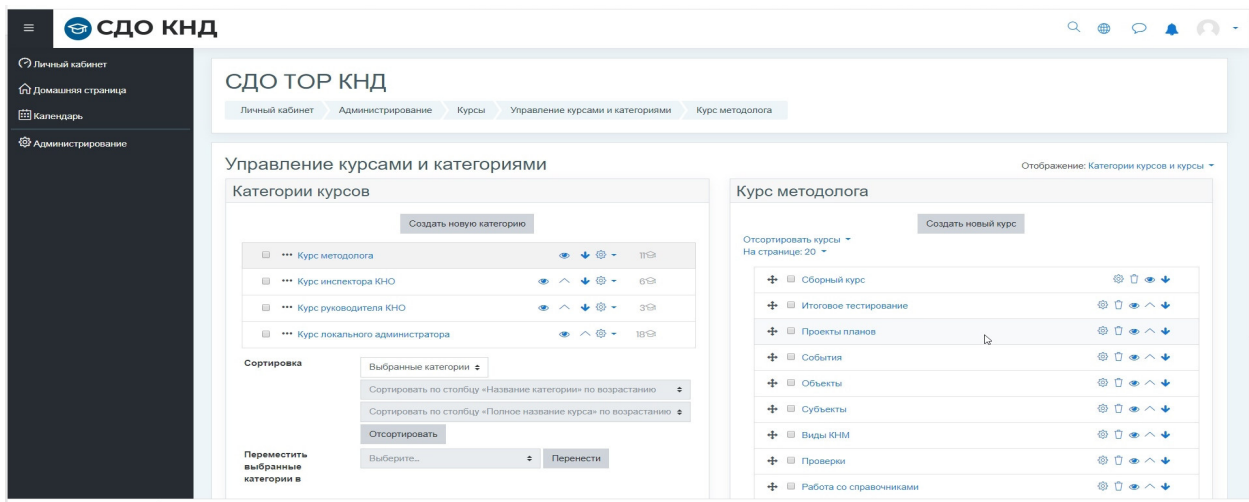 СДО КНД
Личный кабинет
Домашняя страница
Календарь
Администрирование
СДО ТОР КНД
Личный кабинет Администрирование Курсы Управление курсами и категориями Курс методолога
Управление курсами и категориями
Отображение: Категории курсов и курсы
Категории курсов
Создать новую категорию
Курс методолога 11
Курс инспектора КНО 6
Курс руководителя КНО 3
Курс локального администратора 18
Сортировка
Выбранные категории
Сортировать по столбцу «Название категории» по возрастанию
Сортировать по столбцу «Полное название курса» по возрастанию
Отсортировать
Переместить
выбранные
категории в
Выберите...
Перенести
Курс методолога
Создать новый курс
Отсортировать курсы
На странице: 20
Сборный курс
Итоговое тестирование
Проекты планов
События
Объекты
Субъекты
Виды КНМ
Проверки
Работа со справочниками